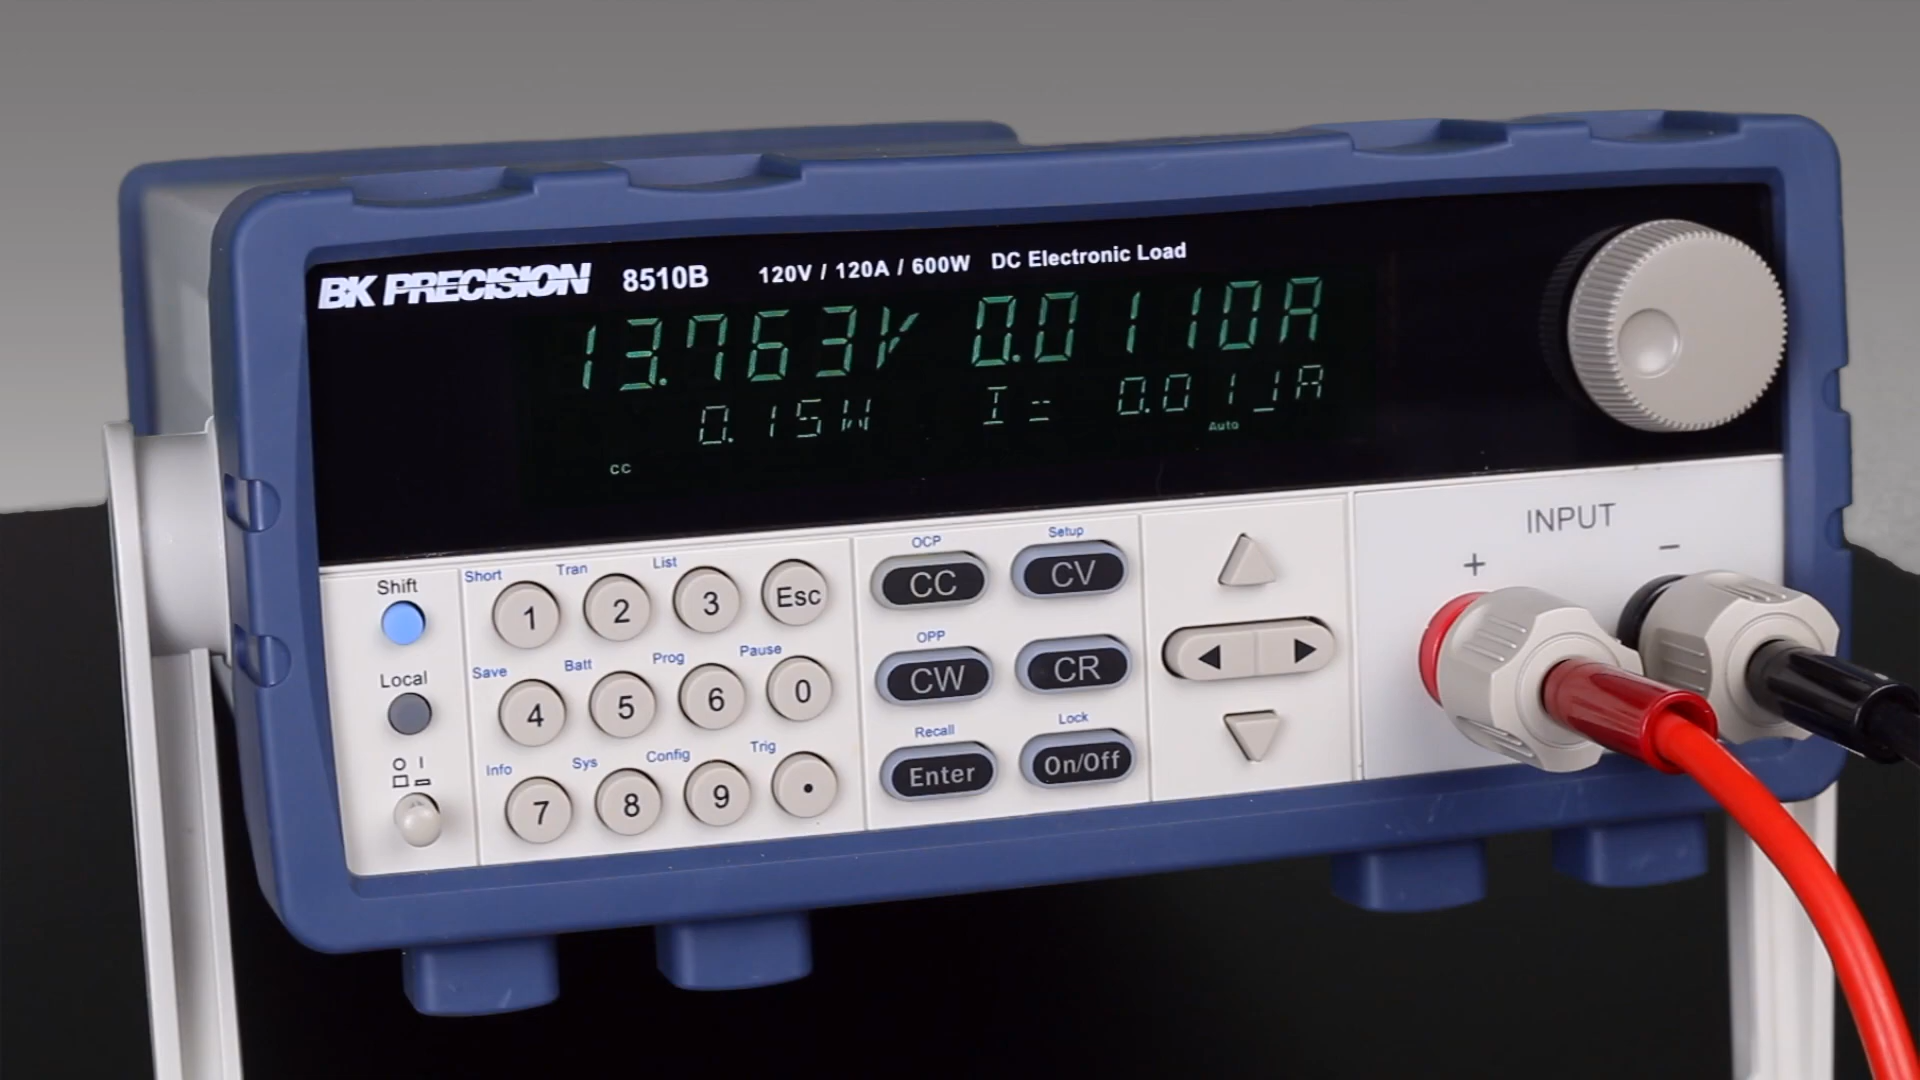 BK PRECISION 8510B 120V / 120A / 600W DC Electronic Load
13.763V 0.0110A
0.15W I = 0.01_A
Auto
CC
INPUT
+ −
Shift
Local
O I
Short Tran List
1 2 3 Esc
Save Batt Prog Pause
4 5 6 0
Info Sys Config Trig
7 8 9 .
OCP Setup
CC CV
OPP
CW CR
Recall Lock
Enter On/Off